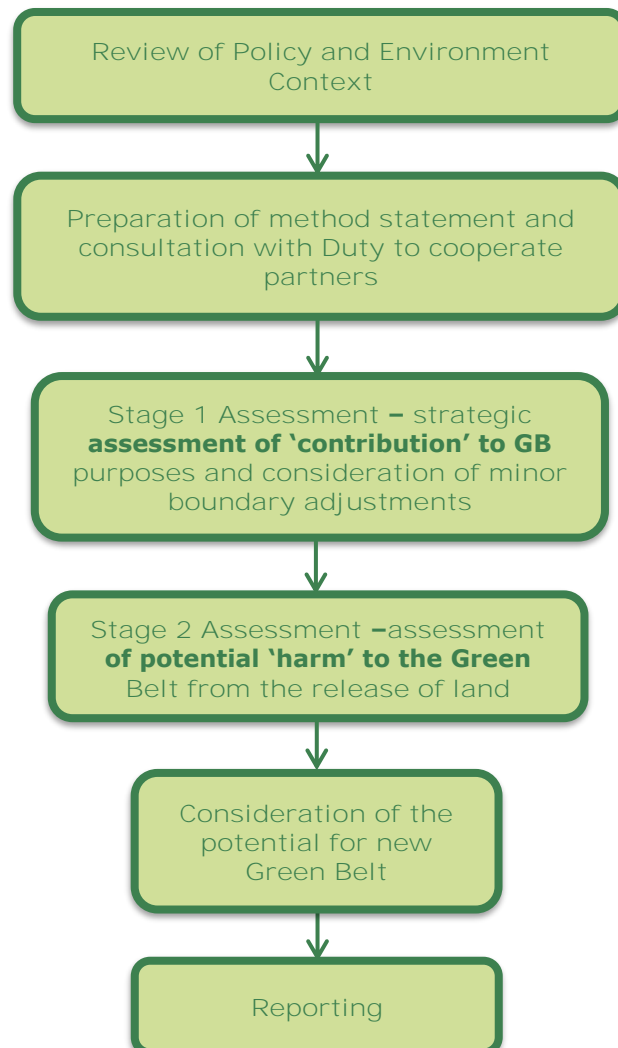 Review of Policy and Environment
Context
Preparation of method statement and
consultation with Duty to cooperate
partners
Stage 1 Assessment – strategic
assessment of ‘contribution’ to GB
purposes and consideration of minor
boundary adjustments
Stage 2 Assessment –assessment
of potential ‘harm’ to the Green
Belt from the release of land
Consideration of the
potential for new
Green Belt
Reporting